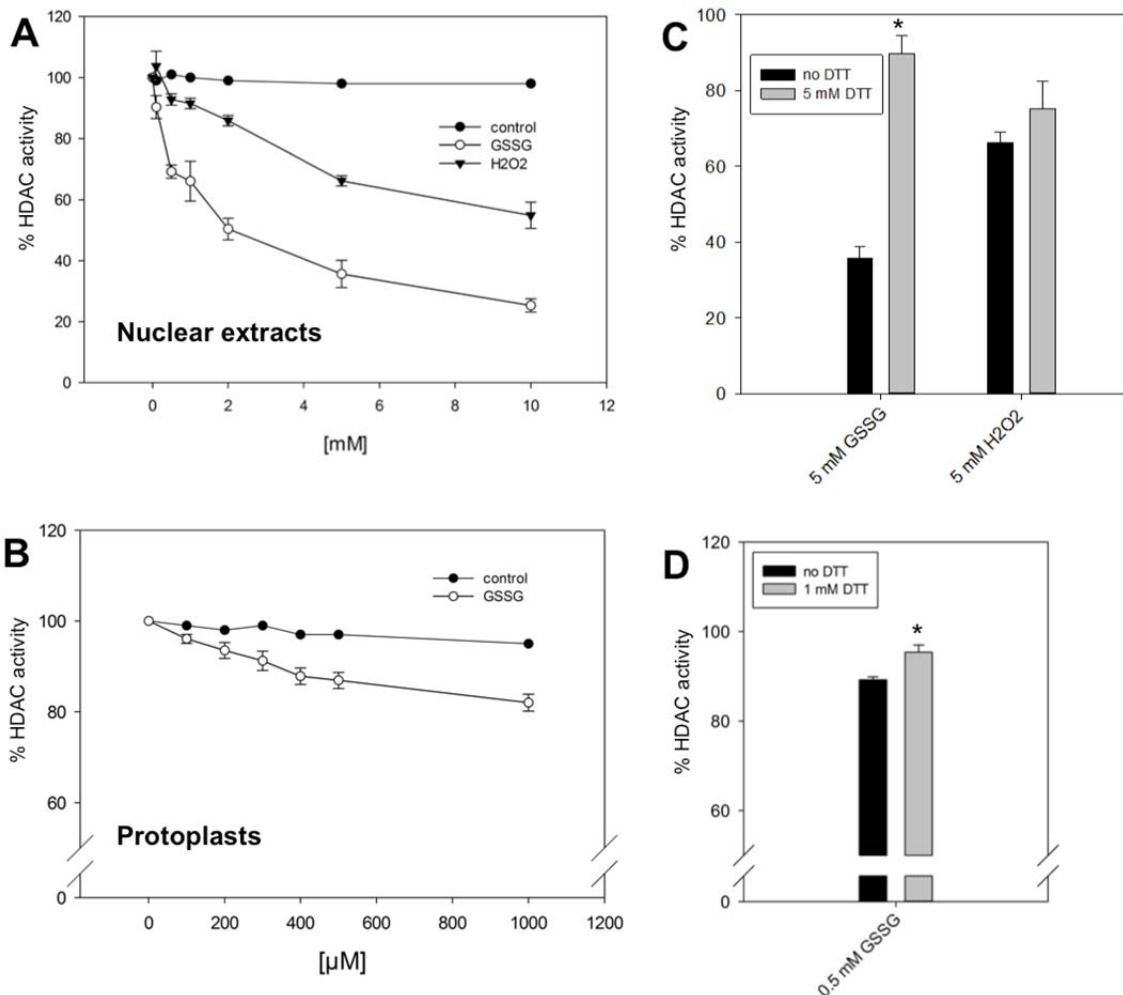 A
120
100
80
60
40
20
0
% HDAC activity
control
GSSG
H2O2
Nuclear extracts
0 2 4 6 8 10 12
[mM]
B
120
100
80
60
0
% HDAC activity
control
GSSG
Protoplasts
0 200 400 600 800 1000 1200
[µM]
C
100
80
60
40
20
0
% HDAC activity
no DTT
5 mM DTT
*
5 mM GSSG
5 mM H2O2
D
120
100
80
60
0
% HDAC activity
no DTT
1 mM DTT
*
0.5 mM GSSG